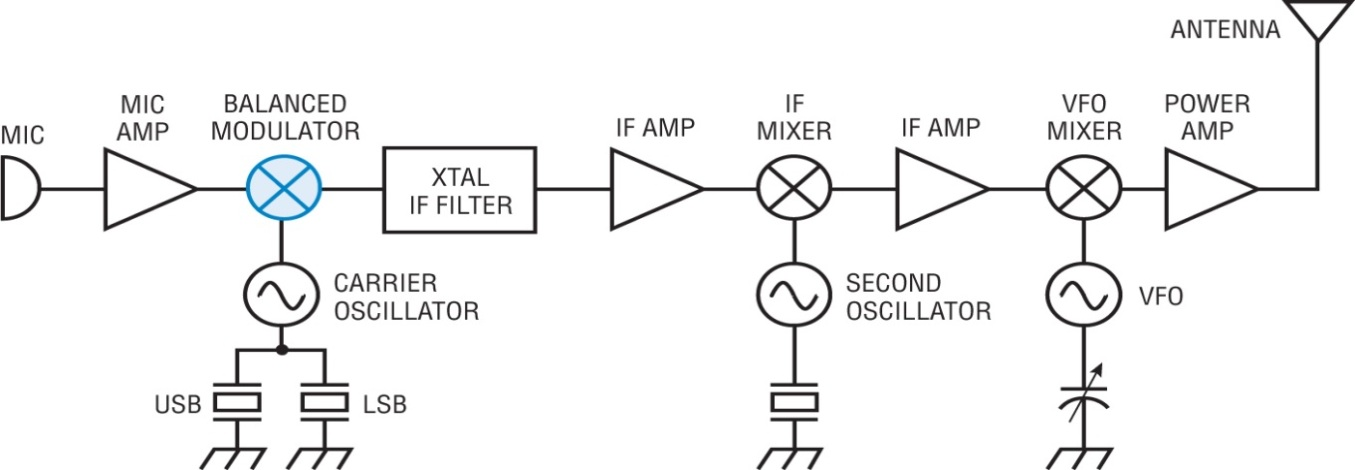 ANTENNA
MIC
MIC
AMP
BALANCED
MODULATOR
XTAL
IF FILTER
IF AMP
IF
MIXER
IF AMP
VFO
MIXER
POWER
AMP
CARRIER
OSCILLATOR
SECOND
OSCILLATOR
VFO
USB
LSB